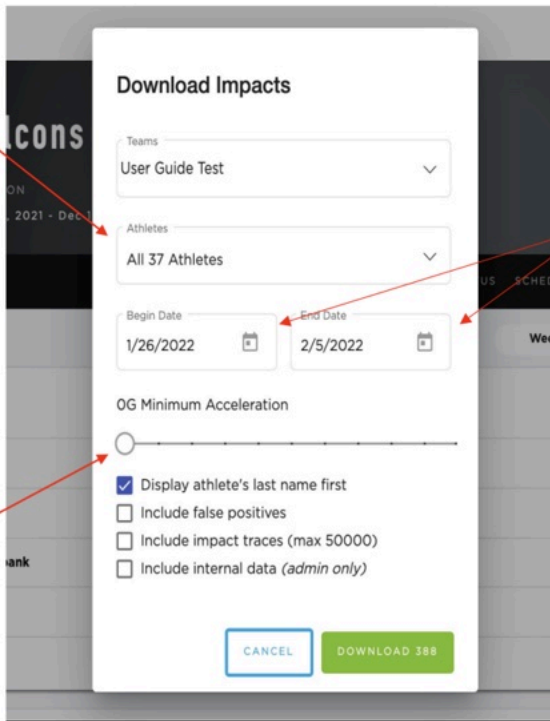 Download Impacts
lcons
Teams
User Guide Test
ON
, 2021 - Dec 1
Athletes
All 37 Athletes
US SCHED
Begin Date
End Date
1/26/2022
2/5/2022
Wee
0G Minimum Acceleration
Display athlete's last name first
Include false positives
Include impact traces (max 50000)
bank
Include internal data (admin only)
CANCEL
DOWNLOAD 388